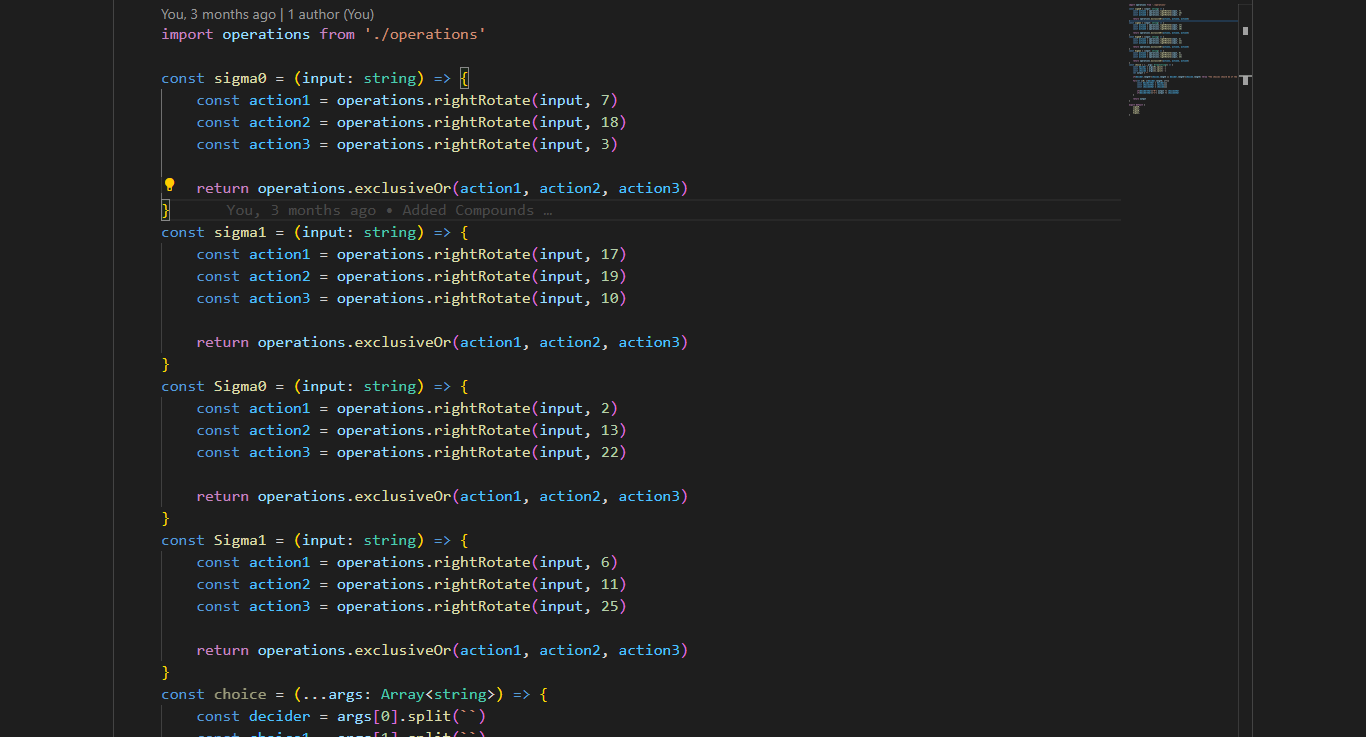 You, 3 months ago | 1 author (You)
import operations from './operations'

const sigma0 = (input: string) => {
    const action1 = operations.rightRotate(input, 7)
    const action2 = operations.rightRotate(input, 18)
    const action3 = operations.rightRotate(input, 3)

    return operations.exclusiveOr(action1, action2, action3)
}       You, 3 months ago • Added Compounds …
const sigma1 = (input: string) => {
    const action1 = operations.rightRotate(input, 17)
    const action2 = operations.rightRotate(input, 19)
    const action3 = operations.rightRotate(input, 10)

    return operations.exclusiveOr(action1, action2, action3)
}
const Sigma0 = (input: string) => {
    const action1 = operations.rightRotate(input, 2)
    const action2 = operations.rightRotate(input, 13)
    const action3 = operations.rightRotate(input, 22)

    return operations.exclusiveOr(action1, action2, action3)
}
const Sigma1 = (input: string) => {
    const action1 = operations.rightRotate(input, 6)
    const action2 = operations.rightRotate(input, 11)
    const action3 = operations.rightRotate(input, 25)

    return operations.exclusiveOr(action1, action2, action3)
}
const choice = (...args: Array<string>) => {
    const decider = args[0].split(``)
    const choice1 = args[1].split(``)